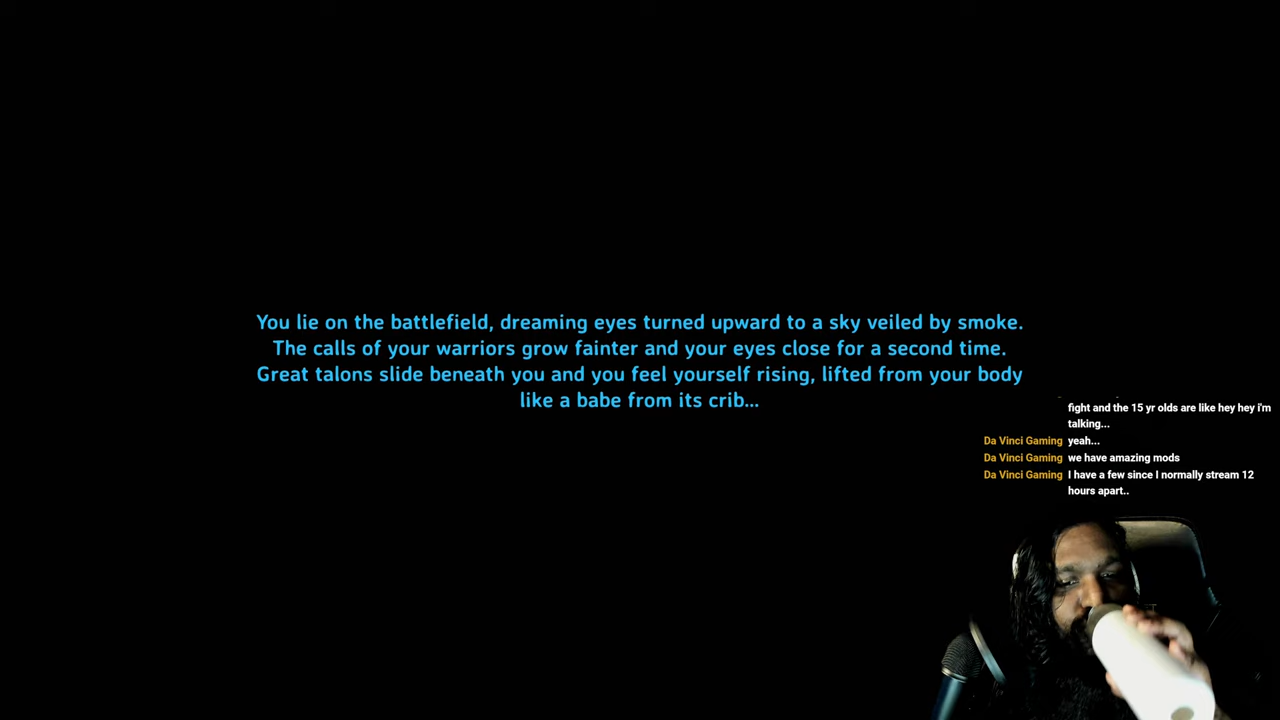 You lie on the battlefield, dreaming eyes turned upward to a sky veiled by smoke.
The calls of your warriors grow fainter and your eyes close for a second time.
Great talons slide beneath you and you feel yourself rising, lifted from your body
like a babe from its crib...
fight and the 15 yr olds are like hey hey i'm
talking...
Da Vinci Gaming yeah...
Da Vinci Gaming we have amazing mods
Da Vinci Gaming I have a few since I normally stream 12
hours apart..